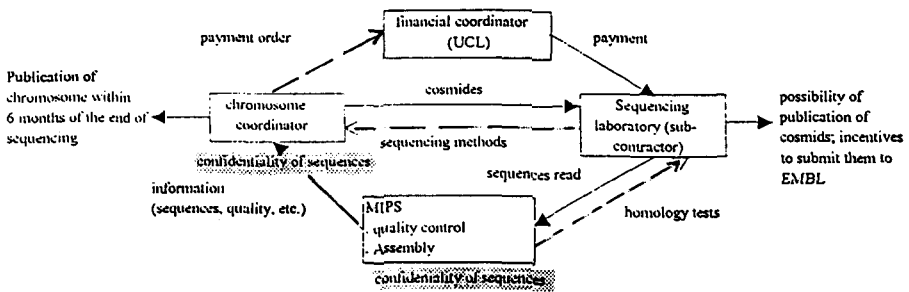 financial coordinator
(UCL)
payment order
payment
Publication of
chromosome within
6 months of the end of
sequencing
chromosome
coordinator
cosmides
sequencing methods
Sequencing
laboratory (sub-
contractor)
possibility of
publication of
cosmids; incentives
to submit them to
EMBL
confidentiality of sequences
information
(sequences, quality, etc.)
sequences read
homology tests
MIPS
. quality control
. Assembly
confideniality of sequences